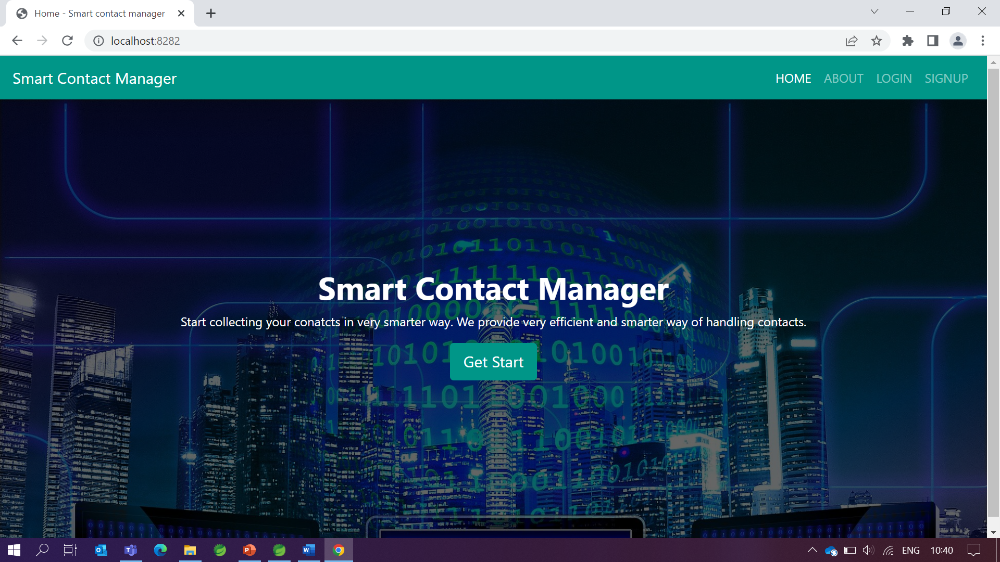 Home - Smart contact manager
localhost:8282
Smart Contact Manager
HOME ABOUT LOGIN SIGNUP
Smart Contact Manager
Start collecting your conatcts in very smarter way. We provide very efficient and smarter way of handling contacts.
Get Start
ENG 10:40